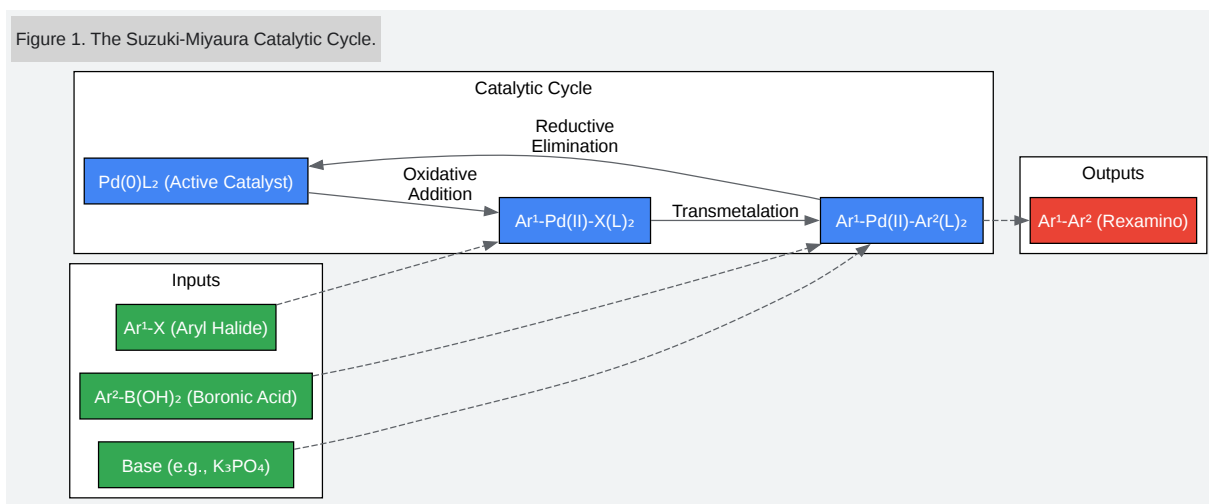 Figure 1. The Suzuki-Miyaura Catalytic Cycle.
Catalytic Cycle
Reductive
Elimination
Pd(0)L₂ (Active Catalyst)
Oxidative
Addition
Ar¹-Pd(II)-X(L)₂
Transmetalation
Ar¹-Pd(II)-Ar²(L)₂
Outputs
Ar¹-Ar² (Rexamino)
Inputs
Ar¹-X (Aryl Halide)
Ar²-B(OH)₂ (Boronic Acid)
Base (e.g., K₃PO₄)